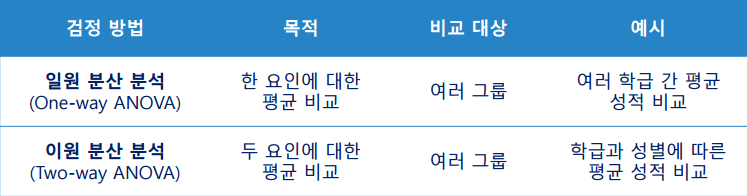 검정 방법 목적 비교 대상 예시
일원 분산 분석
(One-way ANOVA)
한 요인에 대한
평균 비교
여러 그룹
여러 학급 간 평균
성적 비교
이원 분산 분석
(Two-way ANOVA)
두 요인에 대한
평균 비교
여러 그룹
학급과 성별에 따른
평균 성적 비교